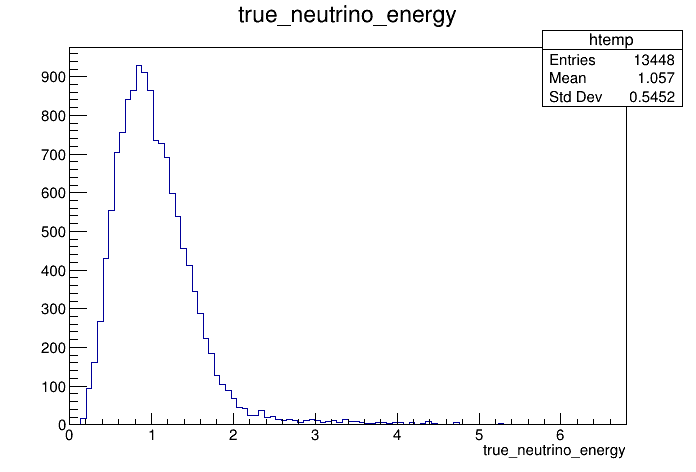 true_neutrino_energy
htemp
Entries 13448
Mean 1.057
Std Dev 0.5452
900
800
700
600
500
400
300
200
100
0
0 1 2 3 4 5 6
true_neutrino_energy